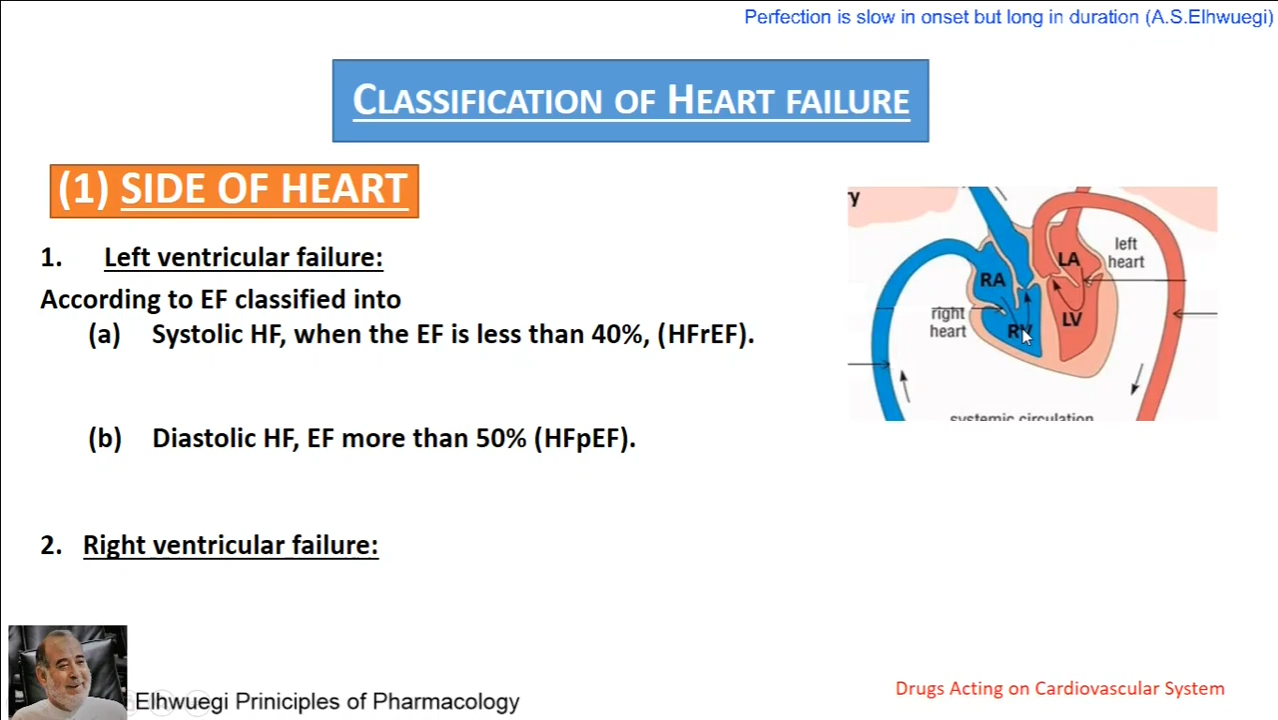 Perfection is slow in onset but long in duration (A.S.Elhwuegi)
CLASSIFICATION OF HEART FAILURE
(1) SIDE OF HEART
1. Left ventricular failure:
According to EF classified into
(a) Systolic HF, when the EF is less than 40%, (HFrEF).
(b) Diastolic HF, EF more than 50% (HFpEF).
2. Right ventricular failure:
y
left
heart
LA
RA
right
heart
RV
LV
systemic circulation
Elhwuegi Priniciples of Pharmacology
Drugs Acting on Cardiovascular System